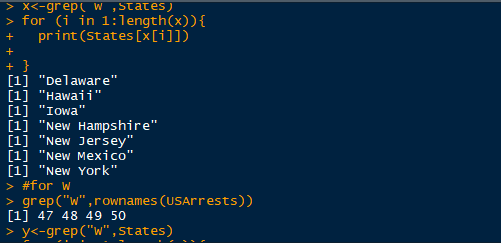 > x<-grep("w",States)
> for (i in 1:length(x)){
+   print(States[x[i]])
+
+ }
[1] "Delaware"
[1] "Hawaii"
[1] "Iowa"
[1] "New Hampshire"
[1] "New Jersey"
[1] "New Mexico"
[1] "New York"
> #for W
> grep("W",rownames(USArrests))
[1] 47 48 49 50
> y<-grep("W",States)